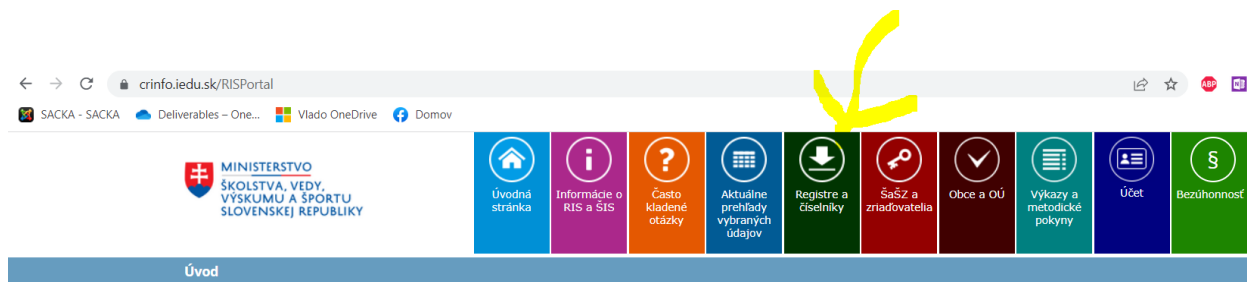 crinfo.iedu.sk/RISPortal
ABP
SACKA - SACKA
Deliverables – One...
Vlado OneDrive
Domov
MINISTERSTVO
ŠKOLSTVA, VEDY,
VÝSKUMU A ŠPORTU
SLOVENSKEJ REPUBLIKY
Úvodná
stránka
Informácie o
RIS a ŠIS
Často
kladené
otázky
Aktuálne
prehľady
vybraných
údajov
Registre a
číselníky
ŠaŠZ a
zriaďovatelia
Obce a OÚ
Výkazy a
metodické
pokyny
Účet
Bezúhonnosť
Úvod